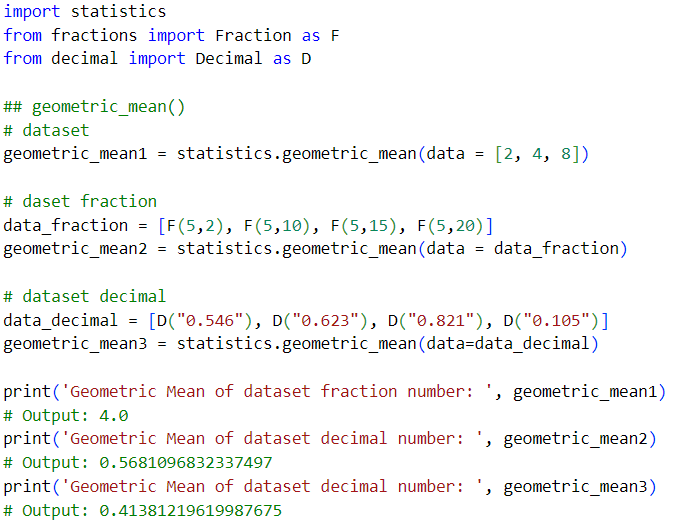 import statistics
from fractions import Fraction as F
from decimal import Decimal as D
## geometric_mean()
# dataset
geometric_mean1 = statistics.geometric_mean(data = [2, 4, 8])
# daset fraction
data_fraction = [F(5,2), F(5,10), F(5,15), F(5,20)]
geometric_mean2 = statistics.geometric_mean(data = data_fraction)
# dataset decimal
data_decimal = [D("0.546"), D("0.623"), D("0.821"), D("0.105")]
geometric_mean3 = statistics.geometric_mean(data=data_decimal)
print('Geometric Mean of dataset fraction number: ', geometric_mean1)
# Output: 4.0
print('Geometric Mean of dataset decimal number: ', geometric_mean2)
# Output: 0.5681096832337497
print('Geometric Mean of dataset decimal number: ', geometric_mean3)
# Output: 0.41381219619987675